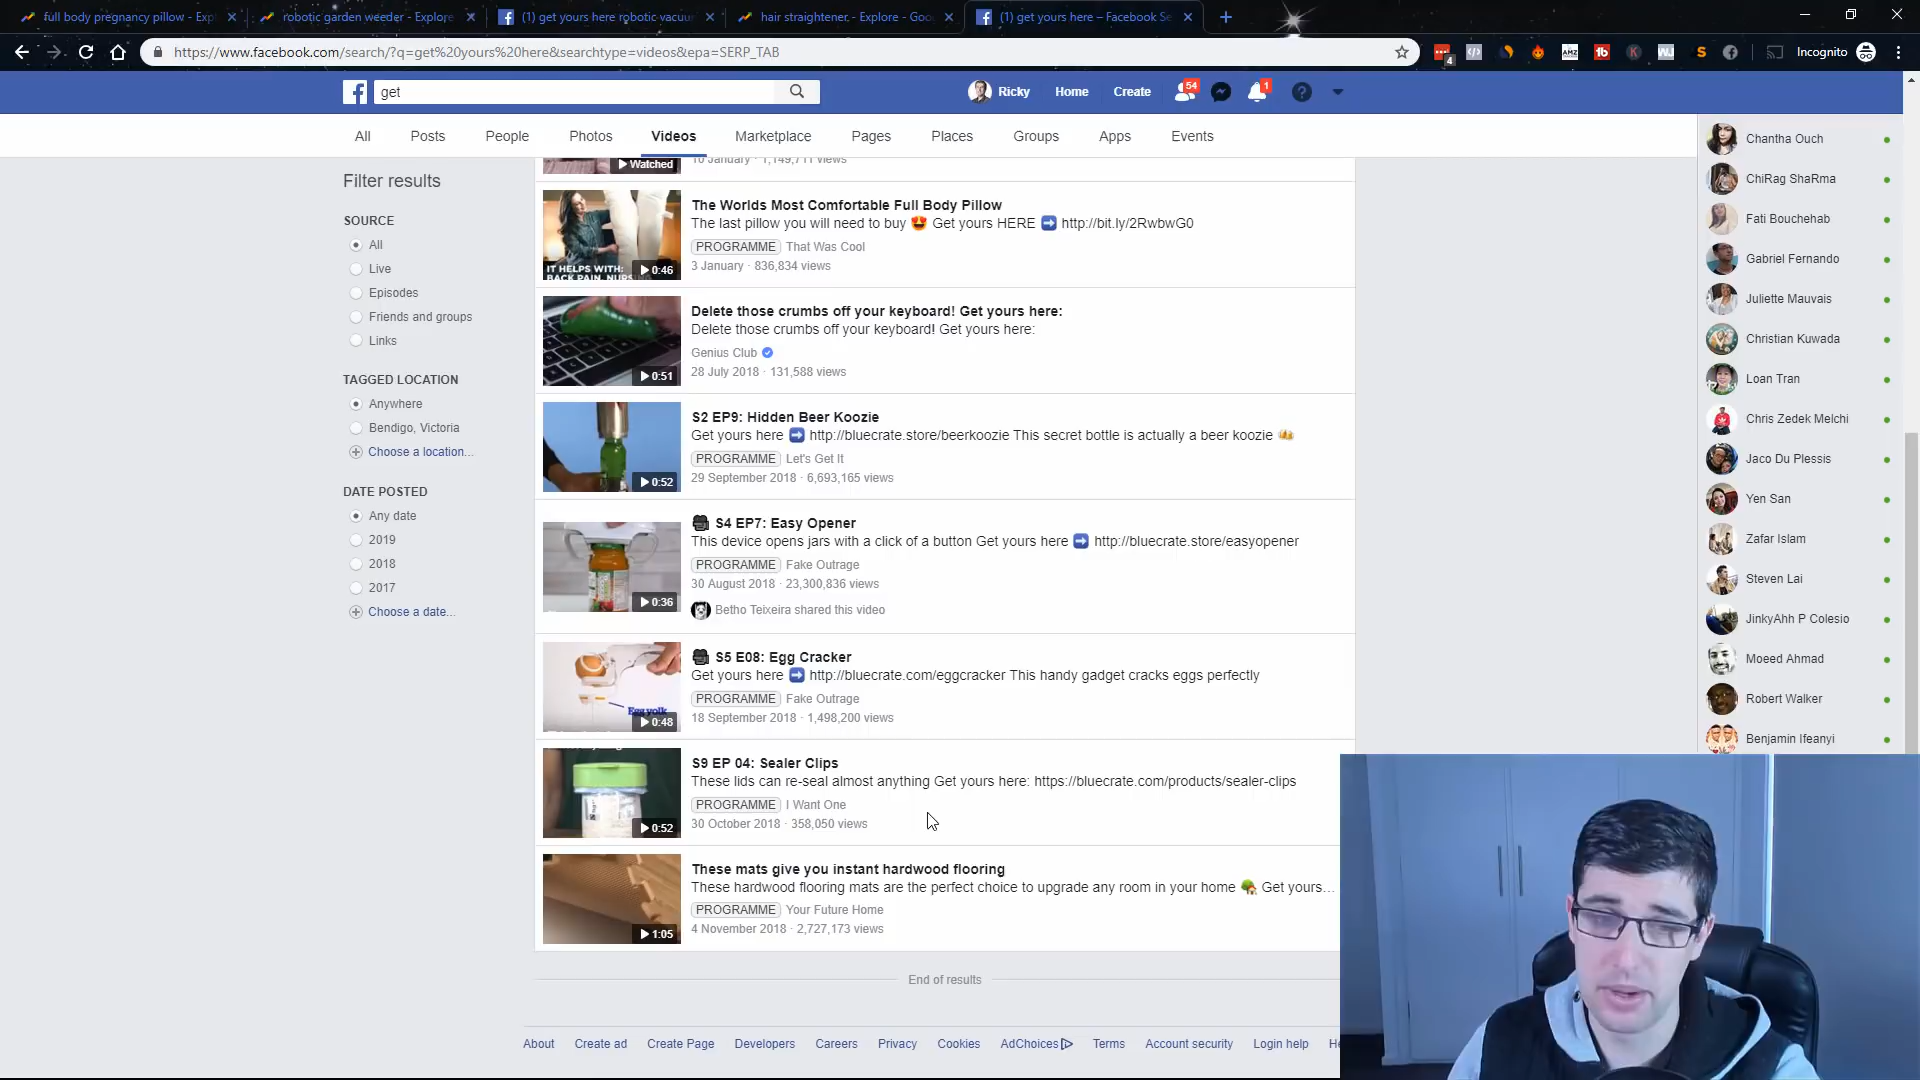 full body pregnancy pillow - Exp
robotic garden weeder - Explore
(1) get yours here robotic vacuu
hair straightener - Explore - Goo
(1) get yours here – Facebook Se
https://www.facebook.com/search/?q=get%20yours%20here&searchtype=videos&epa=SERP_TAB
4
Incognito
get
Ricky
Home
Create
54
1
All
Posts
People
Photos
Videos
Marketplace
Pages
Places
Groups
Apps
Events
Filter results
SOURCE
All
Live
Episodes
Friends and groups
Links
TAGGED LOCATION
Anywhere
Bendigo, Victoria
Choose a location...
DATE POSTED
Any date
2019
2018
2017
Choose a date...
Watched
10 January · 1,149,711 views
The Worlds Most Comfortable Full Body Pillow
The last pillow you will need to buy 😍 Get yours HERE ➡️ http://bit.ly/2RwbwG0
PROGRAMME That Was Cool
3 January · 836,834 views
IT HELPS WITH:
BACK PAIN, NURS
0:46
Delete those crumbs off your keyboard! Get yours here:
Delete those crumbs off your keyboard! Get yours here:
Genius Club
28 July 2018 · 131,588 views
0:51
S2 EP9: Hidden Beer Koozie
Get yours here ➡️ http://bluecrate.store/beerkoozie This secret bottle is actually a beer koozie 🍻
PROGRAMME Let's Get It
29 September 2018 · 6,693,165 views
0:52
🎥 S4 EP7: Easy Opener
This device opens jars with a click of a button Get yours here ➡️ http://bluecrate.store/easyopener
PROGRAMME Fake Outrage
30 August 2018 · 23,300,836 views
Betho Teixeira shared this video
0:36
🎥 S5 E08: Egg Cracker
Get yours here ➡️ http://bluecrate.com/eggcracker This handy gadget cracks eggs perfectly
PROGRAMME Fake Outrage
18 September 2018 · 1,498,200 views
Egg yolk
0:48
S9 EP 04: Sealer Clips
These lids can re-seal almost anything Get yours here: https://bluecrate.com/products/sealer-clips
PROGRAMME I Want One
30 October 2018 · 358,050 views
0:52
These mats give you instant hardwood flooring
These hardwood flooring mats are the perfect choice to upgrade any room in your home 🏡 Get yours...
PROGRAMME Your Future Home
4 November 2018 · 2,727,173 views
1:05
End of results
About
Create ad
Create Page
Developers
Careers
Privacy
Cookies
AdChoices
Terms
Account security
Login help
He
Chantha Ouch
ChiRag ShaRma
Fati Bouchehab
Gabriel Fernando
Juliette Mauvais
Christian Kuwada
Loan Tran
Chris Zedek Melchi
Jaco Du Plessis
Yen San
Zafar Islam
Steven Lai
JinkyAhh P Colesio
Moeed Ahmad
Robert Walker
Benjamin Ifeanyi